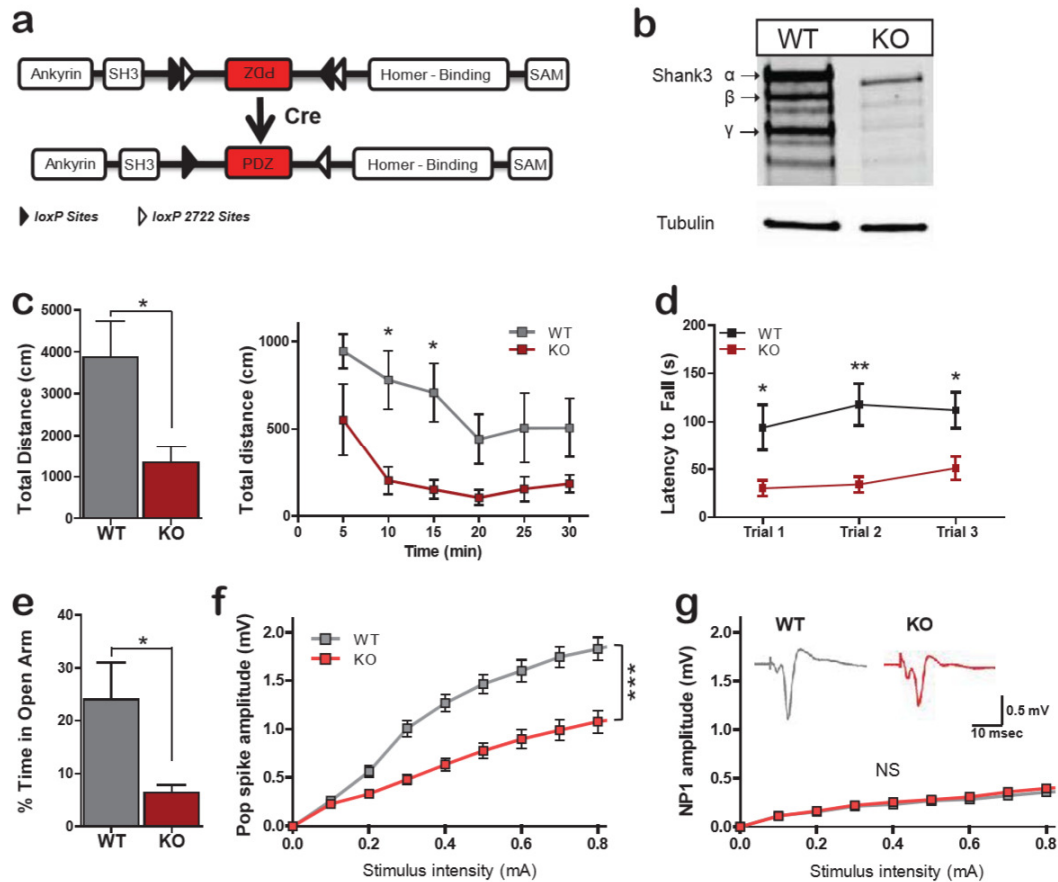 a
Ankyrin SH3 PDZ Homer - Binding SAM
Cre
Ankyrin SH3 PDZ Homer - Binding SAM
loxP Sites loxP 2722 Sites
b
WT KO
Shank3 α
β
γ
Tubulin
c
Total Distance (cm)
5000
4000
3000
2000
1000
0
*
WT KO
Total distance (cm)
1000
500
0
* *
WT
KO
0 5 10 15 20 25 30
Time (min)
d
Latency to Fall (s)
200
150
100
50
0
WT
KO
* ** *
Trial 1 Trial 2 Trial 3
e
% Time in Open Arm
40
30
20
10
0
*
WT KO
f
Pop spike amplitude (mV)
2.0
1.5
1.0
0.5
0.0
WT
KO
***
0.0 0.2 0.4 0.6 0.8
Stimulus intensity (mA)
g
NP1 amplitude (mV)
2.0
1.5
1.0
0.5
0.0
WT KO
0.5 mV
10 msec
NS
0.0 0.2 0.4 0.6 0.8
Stimulus intensity (mA)